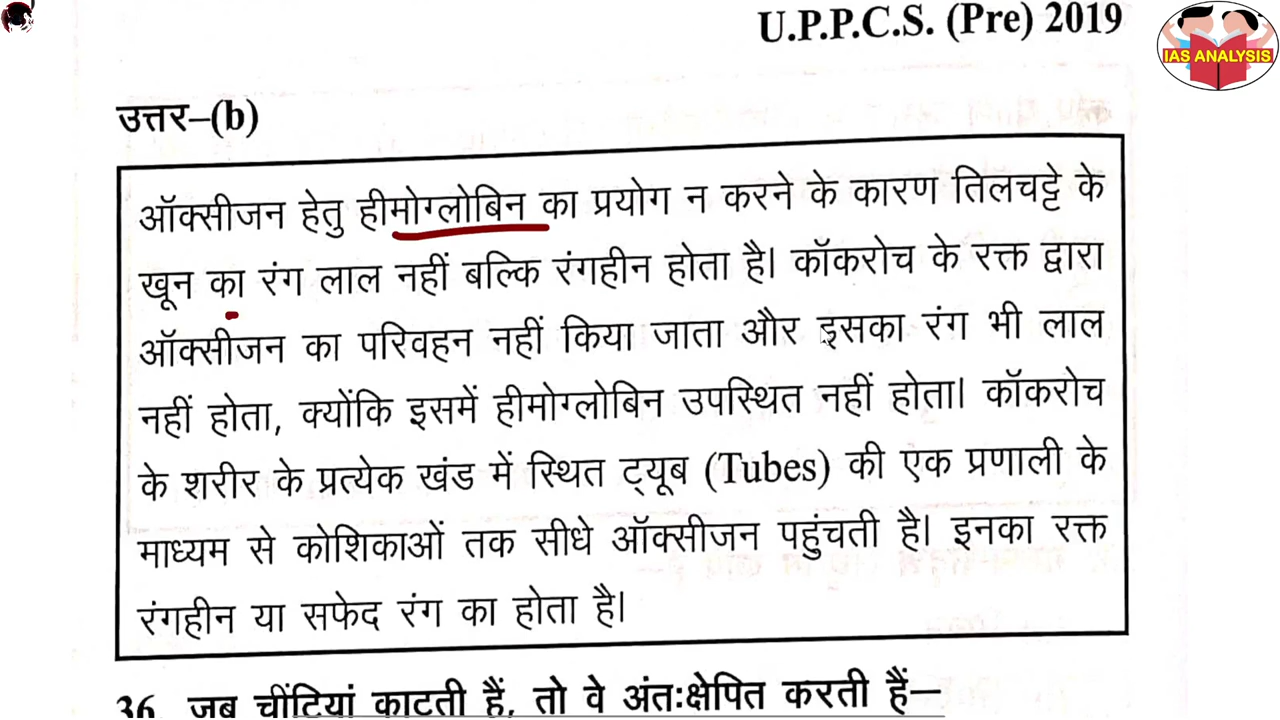 U.P.P.C.S. (Pre) 2019
IAS ANALYSIS
उत्तर–(b)
ऑक्सीजन हेतु हीमोग्लोबिन का प्रयोग न करने के कारण तिलचट्टे के
खून का रंग लाल नहीं बल्कि रंगहीन होता है। कॉकरोच के रक्त द्वारा
ऑक्सीजन का परिवहन नहीं किया जाता और इसका रंग भी लाल
नहीं होता, क्योंकि इसमें हीमोग्लोबिन उपस्थित नहीं होता। कॉकरोच
के शरीर के प्रत्येक खंड में स्थित ट्यूब (Tubes) की एक प्रणाली के
माध्यम से कोशिकाओं तक सीधे ऑक्सीजन पहुंचती है। इनका रक्त
रंगहीन या सफेद रंग का होता है।
36. जब चींटियां काटती हैं, तो वे अंतःक्षेपित करती हैं–